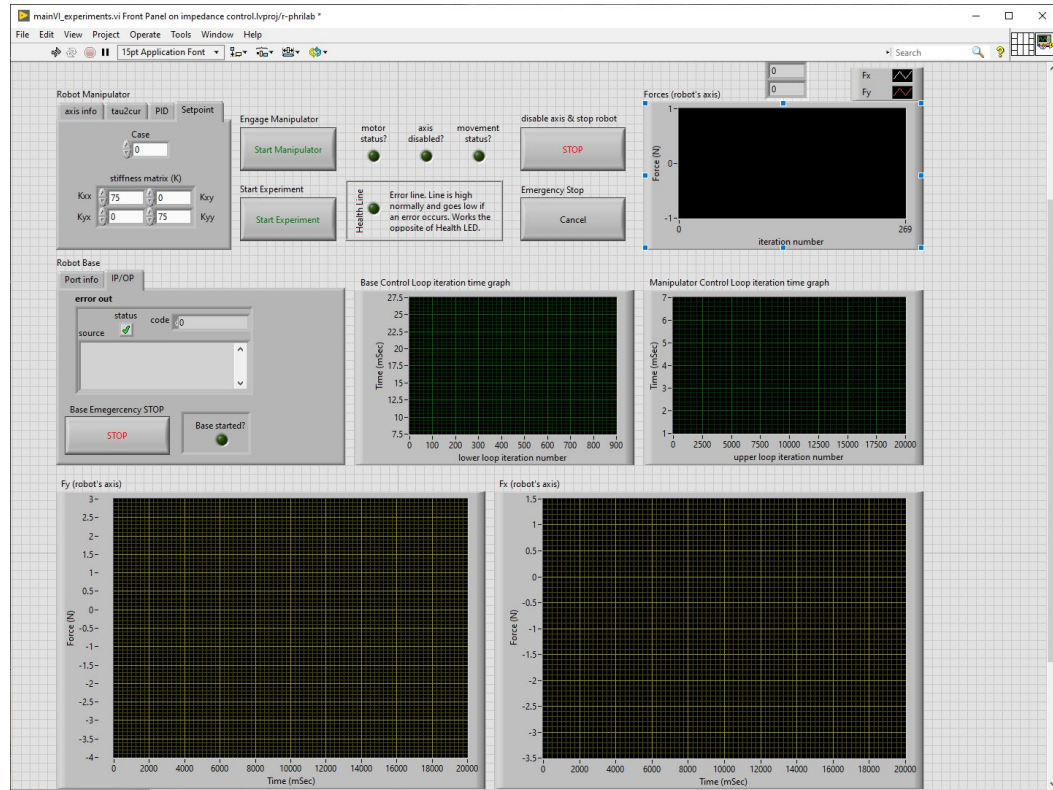 mainVI_experiments.vi Front Panel on impedance control.lvproj/r-phrilab *
File Edit View Project Operate Tools Window Help
15pt Application Font
Search
0
0
Fx
Fy
Robot Manipulator
axis info tau2cur PID Setpoint
Case
0
stiffness matrix (K)
Kxx 75 0 Kxy
Kyx 0 75 Kyy
Engage Manipulator
Start Manipulator
Start Experiment
Start Experiment
motor status?
axis disabled?
movement status?
Health Line
Error line. Line is high
normally and goes low if
an error occurs. Works the
opposite of Health LED.
disable axis & stop robot
STOP
Emergency Stop
Cancel
Forces (robot's axis)
Force (N)
1
0
-1
0 269
iteration number
Robot Base
Port info IP/OP
error out
status code 0
source
Base Emegercency STOP
STOP
Base started?
Base Control Loop iteration time graph
Time (mSec)
27.5
25
22.5
20
17.5
15
12.5
10
7.5
0 100 200 300 400 500 600 700 800 900
lower loop iteration number
Manipulator Control Loop iteration time graph
Time (mSec)
7
6
5
4
3
2
1
0 2500 5000 7500 10000 12500 15000 17500 20000
upper loop iteration number
Fy (robot's axis)
Force (N)
3
2.5
2
1.5
1
0.5
0
-0.5
-1
-1.5
-2
-2.5
-3
-3.5
-4
0 2000 4000 6000 8000 10000 12000 14000 16000 18000 20000
Time (mSec)
Fx (robot's axis)
Force (N)
1.5
1
0.5
0
-0.5
-1
-1.5
-2
-2.5
-3
-3.5
0 2000 4000 6000 8000 10000 12000 14000 16000 18000 20000
Time (mSec)